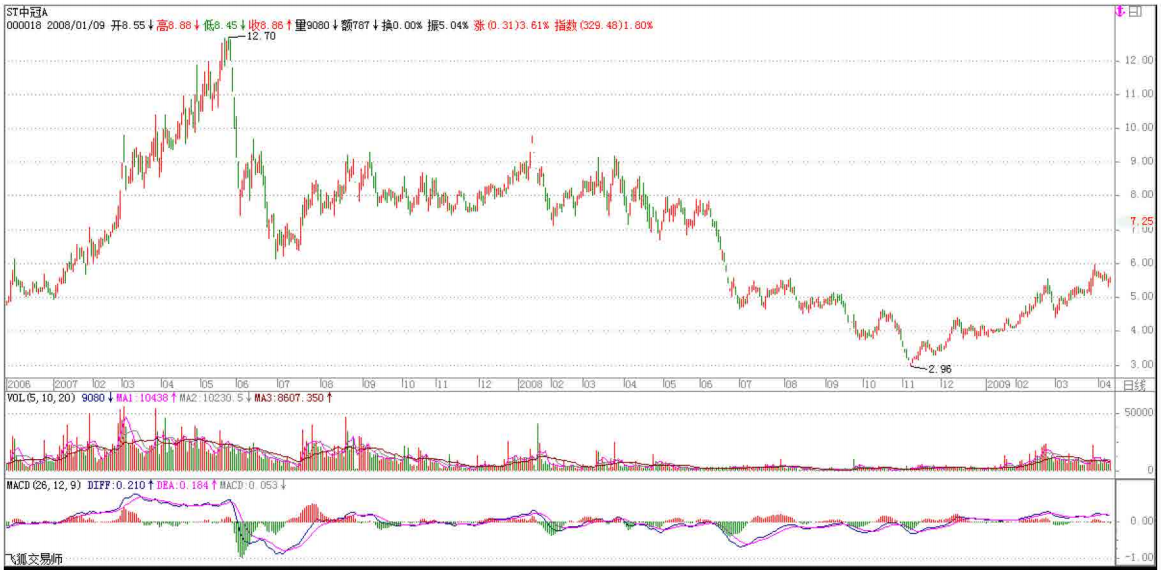 ST中冠A
000018 2008/01/09 开8.55↓高8.88↓低8.45↓收8.86↑量9080↓额787↓换0.00% 振5.04% 涨(0.31)3.61% 指数(329.48)1.80%
12.70
12.00
11.00
10.00
9.00
8.00
7.25
7.00
6.00
5.00
4.00
3.00
2.96
2006 2007 02 03 04 05 06 07 08 09 10 11 12 2008 02 03 04 05 06 07 08 09 10 11 12 2009 02 03 04 日线
VOL(5,10,20) 9080↓MA1:10438↑MA2:10230.5↓MA3:8607.350↑
50000
0
MACD(26,12,9) DIFF:0.210↑DEA:0.184↑MACD:0.053↓
0.00
-1.00
飞狐交易师